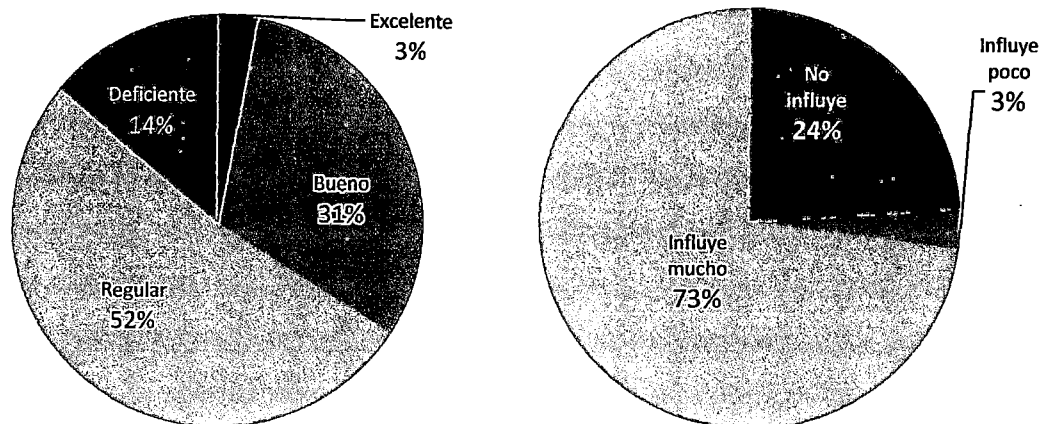 Excelente
3%
Deficiente
14%
Bueno
31%
Regular
52%
No
influye
24%
Influye
poco
3%
Influye
mucho
73%